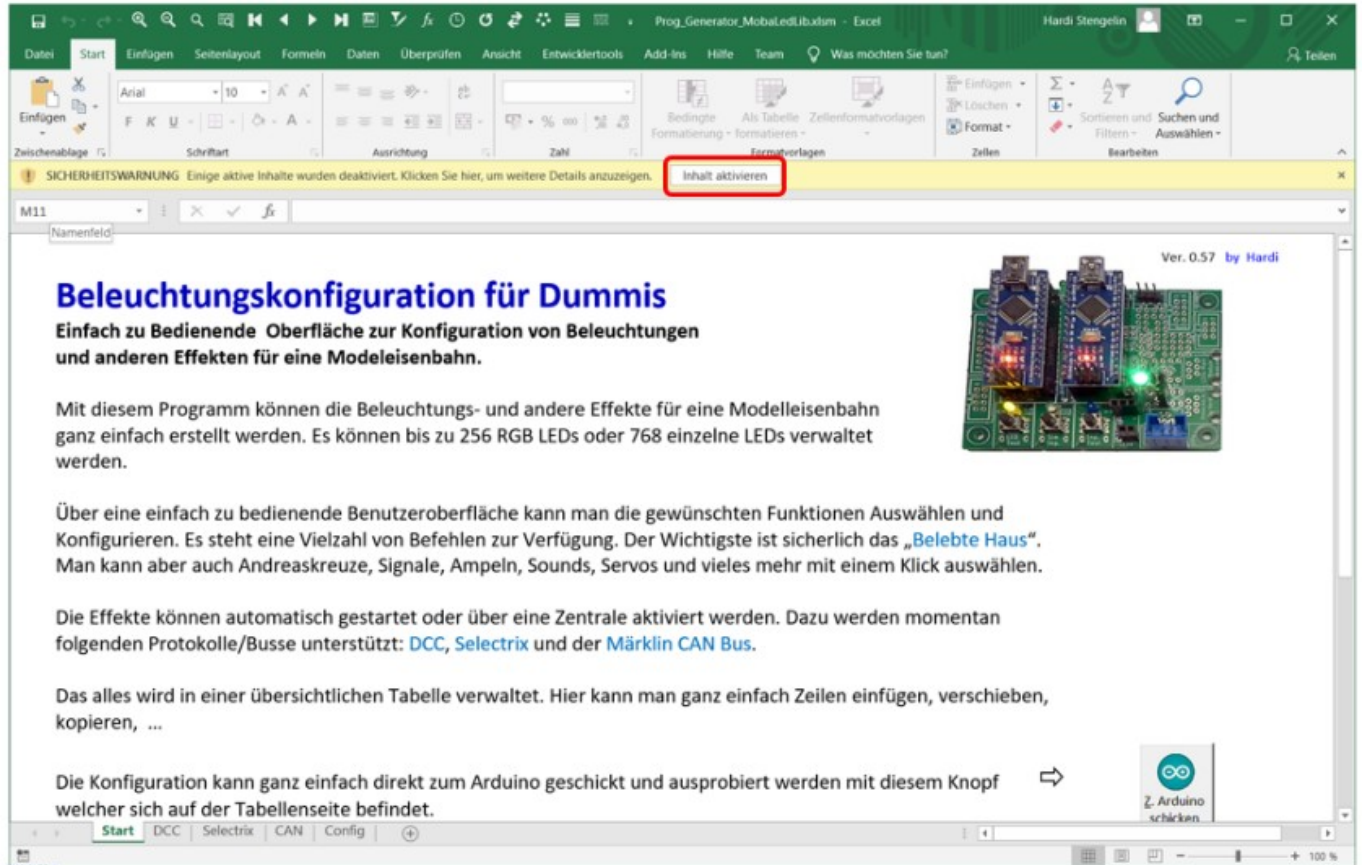 Prog_Generator_MobaLedLib.xlsm - Excel
Hardi Stengelin
Datei Start Einfügen Seitenlayout Formeln Daten Überprüfen Ansicht Entwicklertools Add-Ins Hilfe Team Was möchten Sie tun? Teilen
Arial 10
Einfügen
F K U
Bedingte Formatierung
Als Tabelle formatieren
Zellenformatvorlagen
Einfügen
Löschen
Format
Sortieren und Filtern
Suchen und Auswählen
Zwischenablage Schriftart Ausrichtung Zahl Formatvorlagen Zellen Bearbeiten
SICHERHEITSWARNUNG Einige aktive Inhalte wurden deaktiviert. Klicken Sie hier, um weitere Details anzuzeigen. Inhalt aktivieren
M11 fx
Namenfeld
Ver. 0.57 by Hardi
Beleuchtungskonfiguration für Dummis
Einfach zu Bedienende Oberfläche zur Konfiguration von Beleuchtungen
und anderen Effekten für eine Modeleisenbahn.
Mit diesem Programm können die Beleuchtungs- und andere Effekte für eine Modelleisenbahn
ganz einfach erstellt werden. Es können bis zu 256 RGB LEDs oder 768 einzelne LEDs verwaltet
werden.
Über eine einfach zu bedienende Benutzeroberfläche kann man die gewünschten Funktionen Auswählen und
Konfigurieren. Es steht eine Vielzahl von Befehlen zur Verfügung. Der Wichtigste ist sicherlich das „Belebte Haus“.
Man kann aber auch Andreaskreuze, Signale, Ampeln, Sounds, Servos und vieles mehr mit einem Klick auswählen.
Die Effekte können automatisch gestartet oder über eine Zentrale aktiviert werden. Dazu werden momentan
folgenden Protokolle/Busse unterstützt: DCC, Selectrix und der Märklin CAN Bus.
Das alles wird in einer übersichtlichen Tabelle verwaltet. Hier kann man ganz einfach Zeilen einfügen, verschieben,
kopieren, ...
Die Konfiguration kann ganz einfach direkt zum Arduino geschickt und ausprobiert werden mit diesem Knopf
welcher sich auf der Tabellenseite befindet.
Z. Arduino
schicken
Start DCC Selectrix CAN Config
100 %